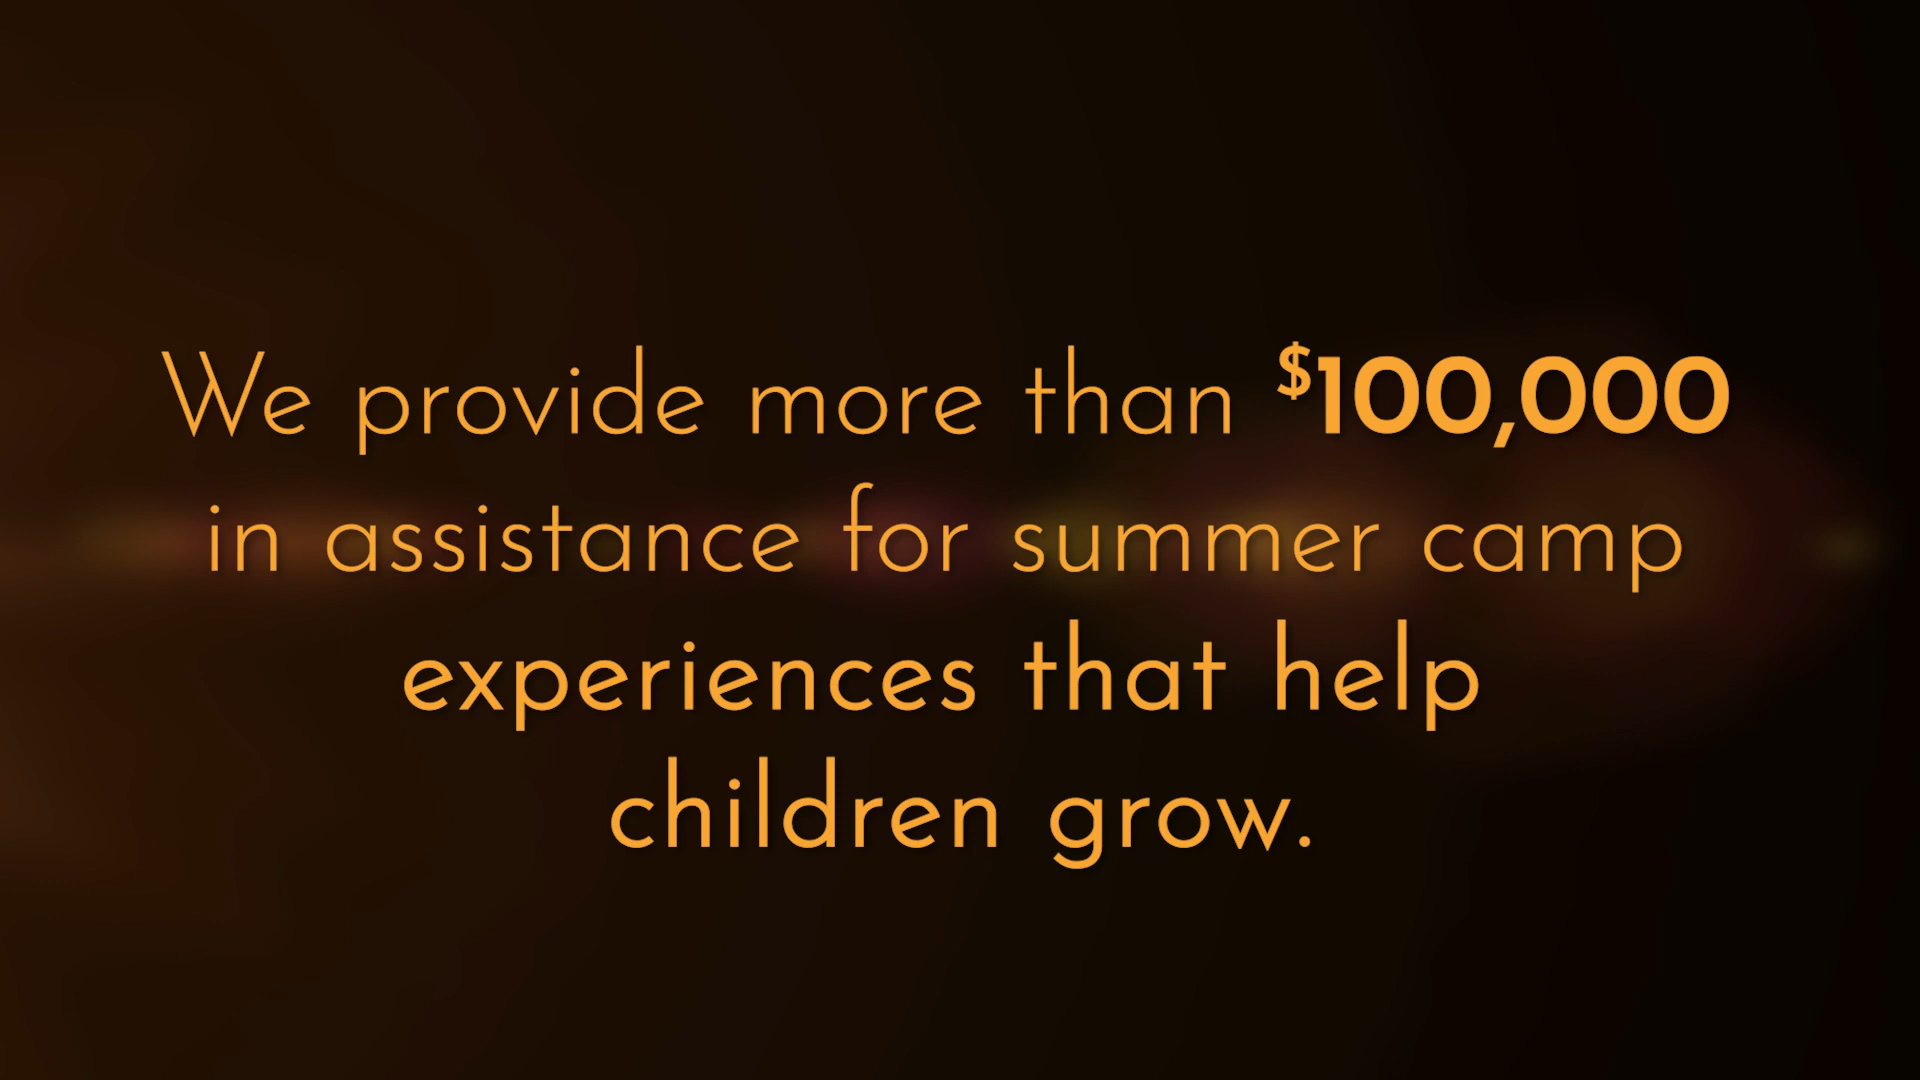 We provide more than $100,000
in assistance for summer camp
experiences that help
children grow.